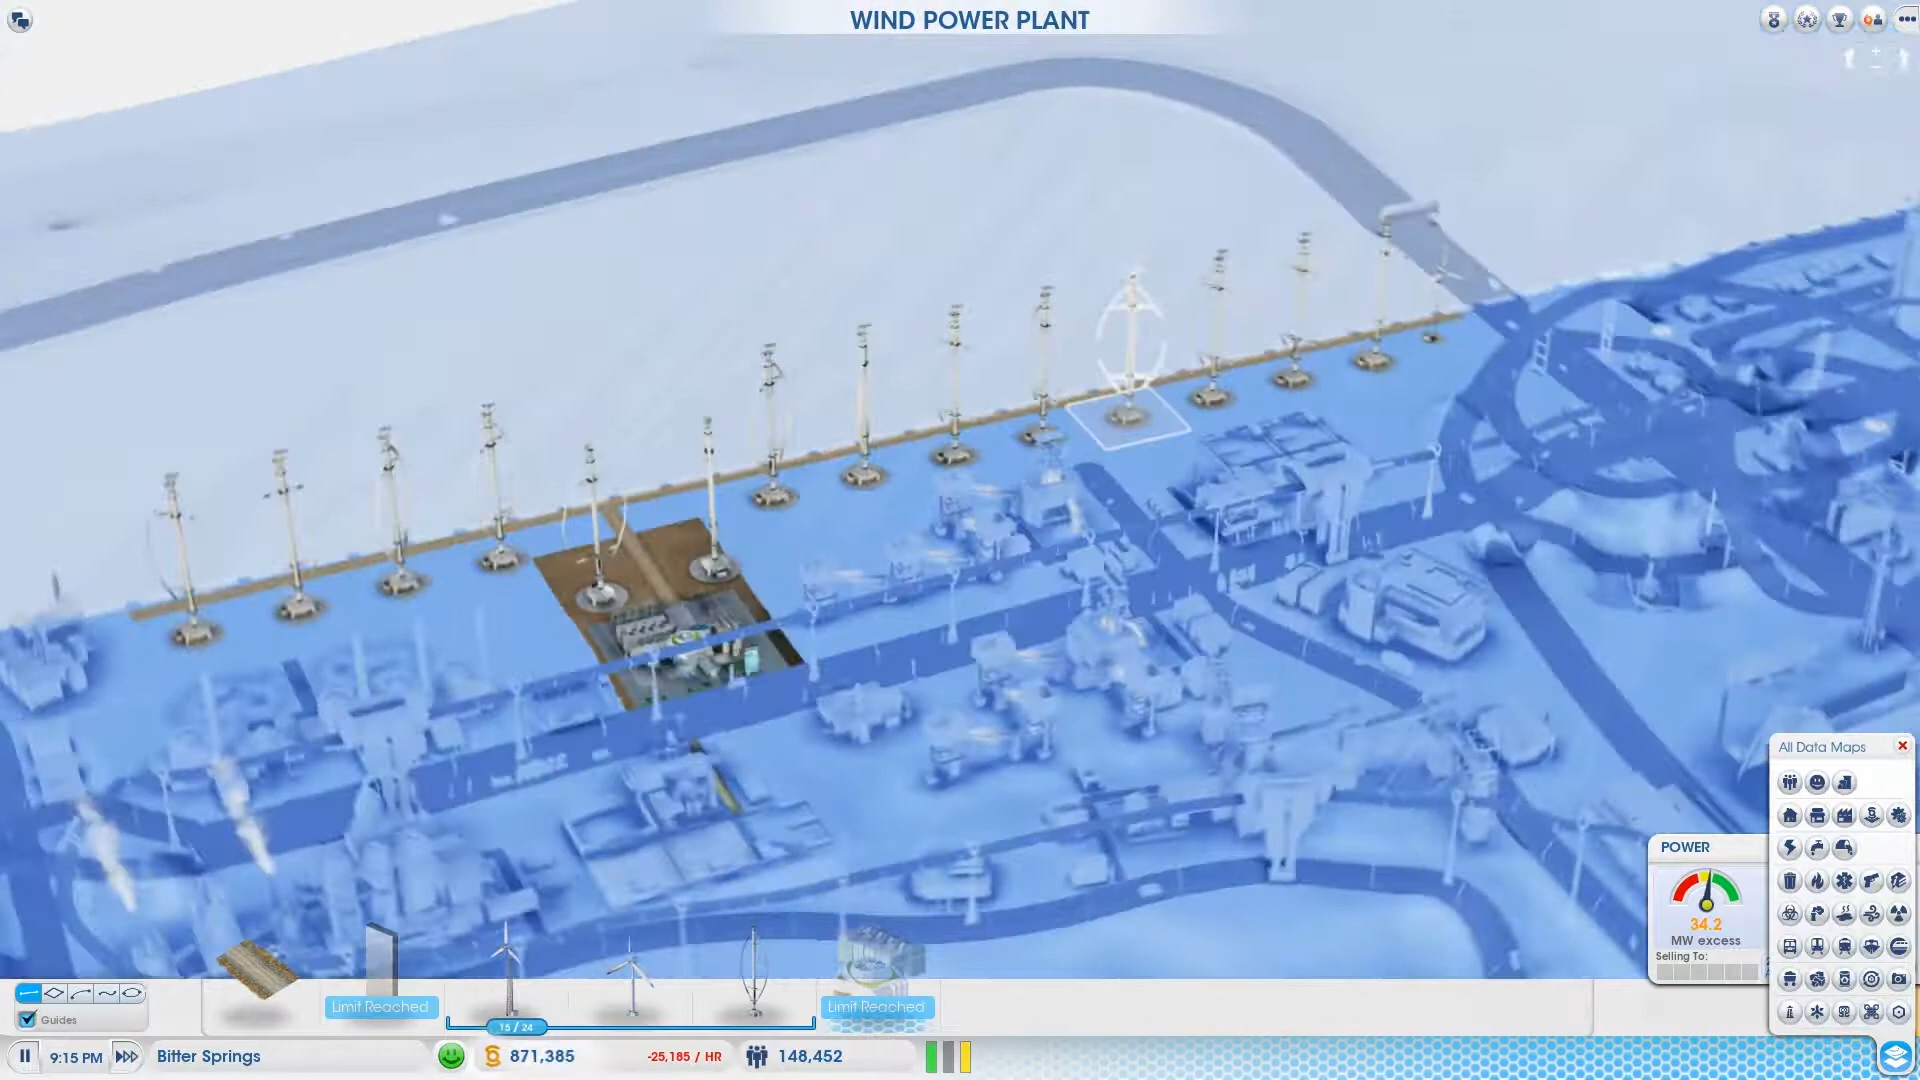 WIND POWER PLANT
All Data Maps
POWER
34.2
MW excess
Selling To:
Limit Reached
Limit Reached
Guides
15 / 24
9:15 PM
Bitter Springs
871,385
-25,185 / HR
148,452